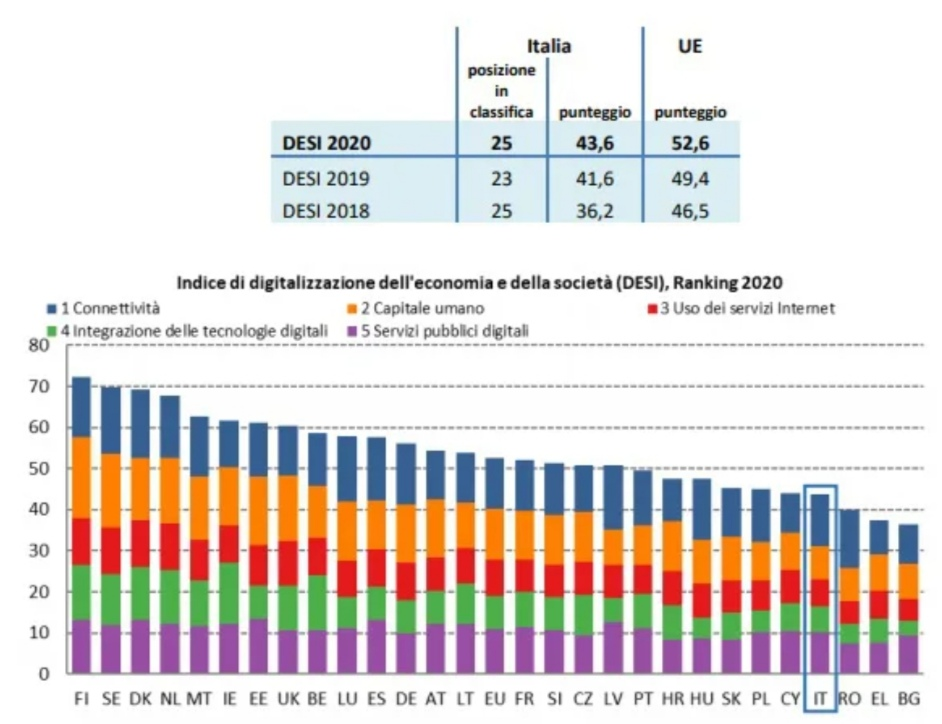 Italia UE
posizione
in
classifica punteggio punteggio
DESI 2020 25 43,6 52,6
DESI 2019 23 41,6 49,4
DESI 2018 25 36,2 46,5
Indice di digitalizzazione dell'economia e della società (DESI), Ranking 2020
1 Connettività 2 Capitale umano 3 Uso dei servizi Internet
4 Integrazione delle tecnologie digitali 5 Servizi pubblici digitali
80
70
60
50
40
30
20
10
0
FI SE DK NL MT IE EE UK BE LU ES DE AT LT EU FR SI CZ LV PT HR HU SK PL CY IT RO EL BG